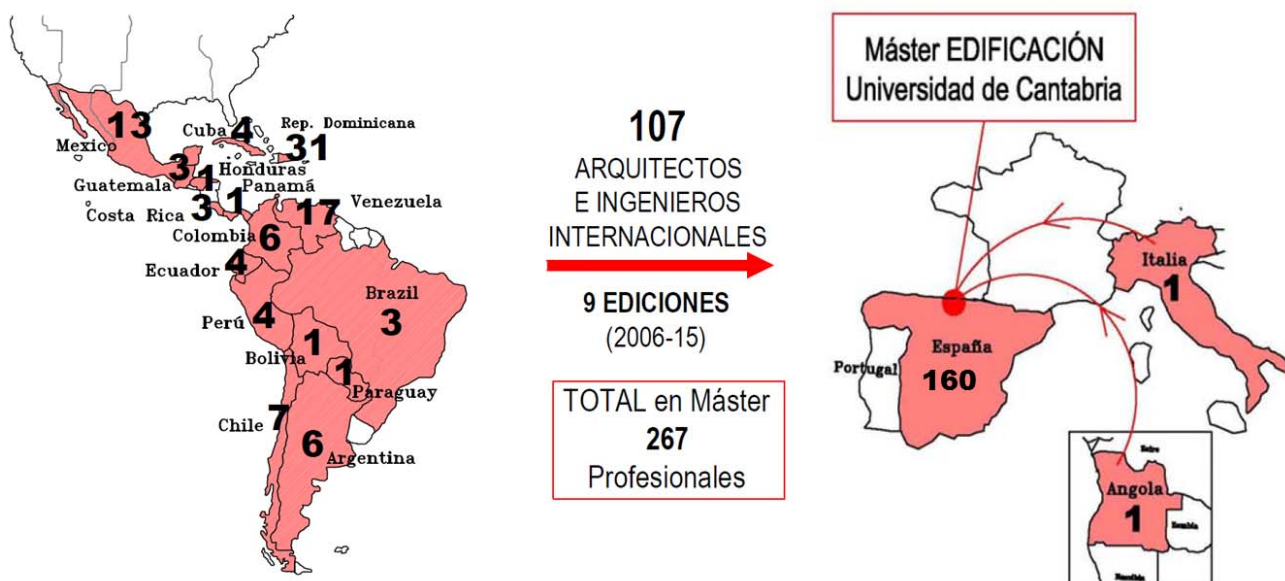 13
Mexico
Cuba
4
Rep. Dominicana
31
3
Guatemala
1
Honduras
Panamá
1
Costa Rica
3
17
Venezuela
Colombia
6
Ecuador
4
Perú
4
Brazil
3
Bolivia
1
1
Paraguay
Chile
7
6
Argentina
107
ARQUITECTOS
E INGENIEROS
INTERNACIONALES
9 EDICIONES
(2006-15)
TOTAL en Máster
267
Profesionales
Máster EDIFICACIÓN
Universidad de Cantabria
Italia
1
España
160
Portugal
Angola
1